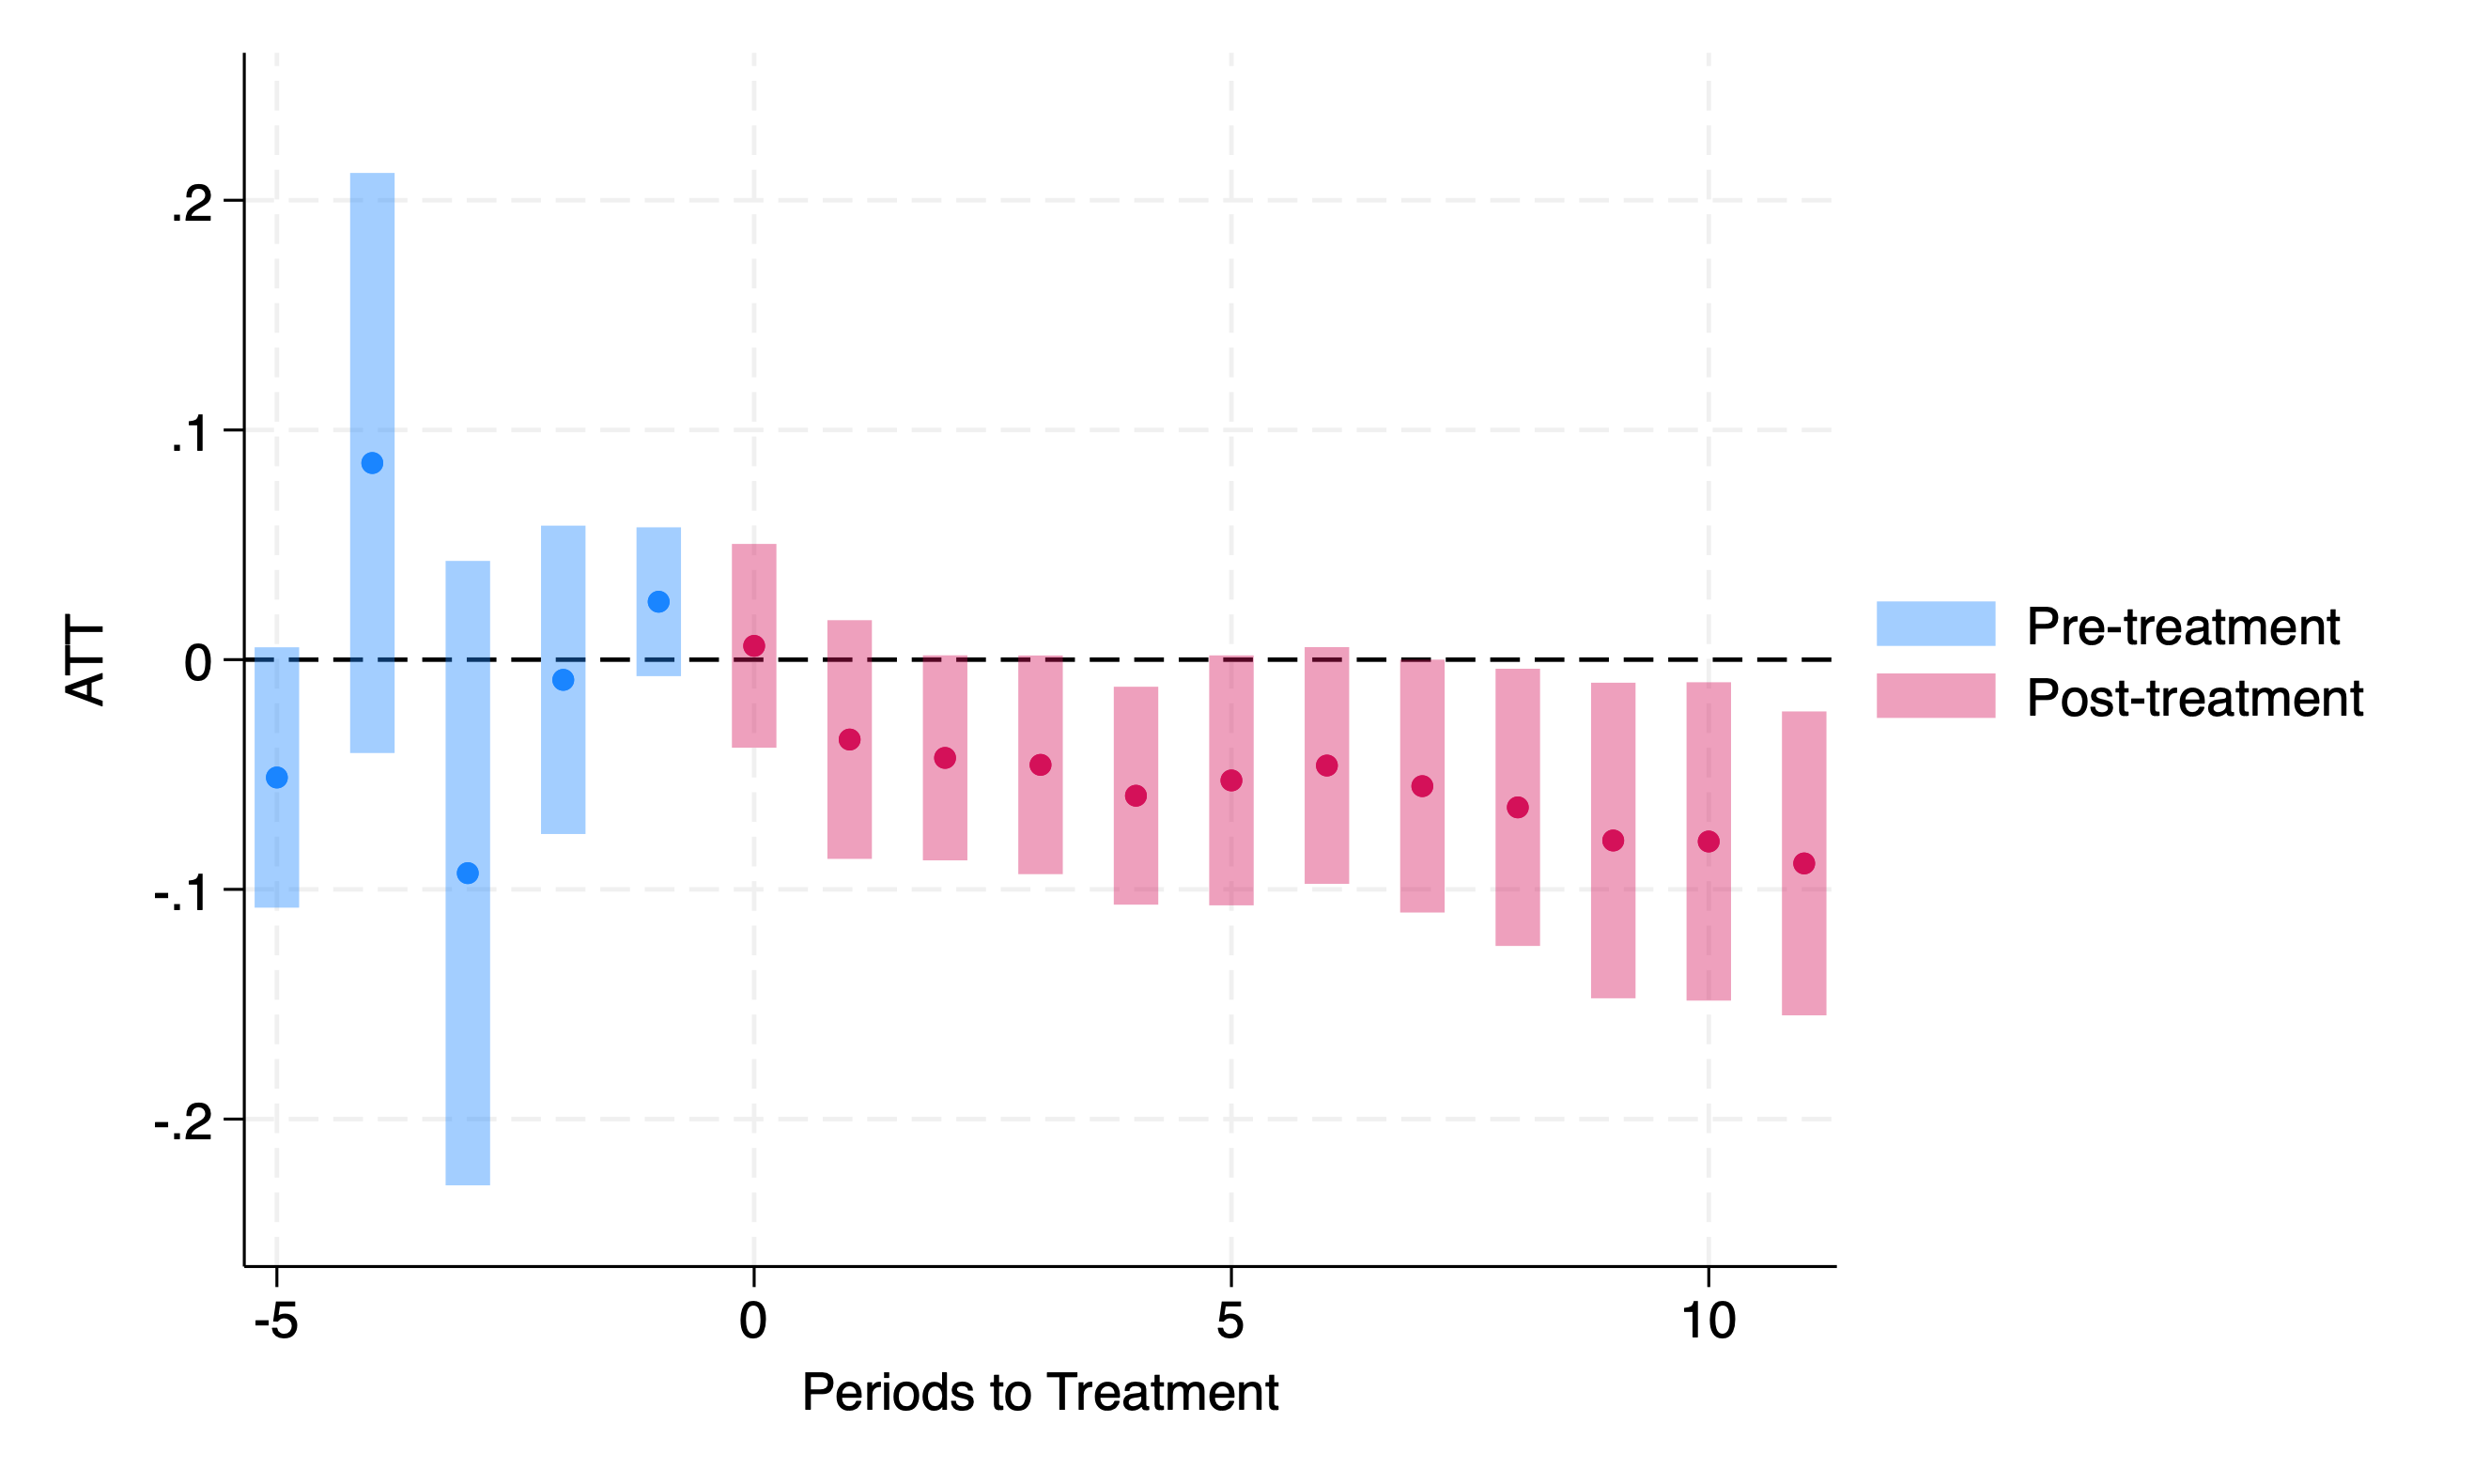 ATT
.2
.1
0
-.1
-.2
-5 0 5 10
Periods to Treatment
Pre-treatment
Post-treatment